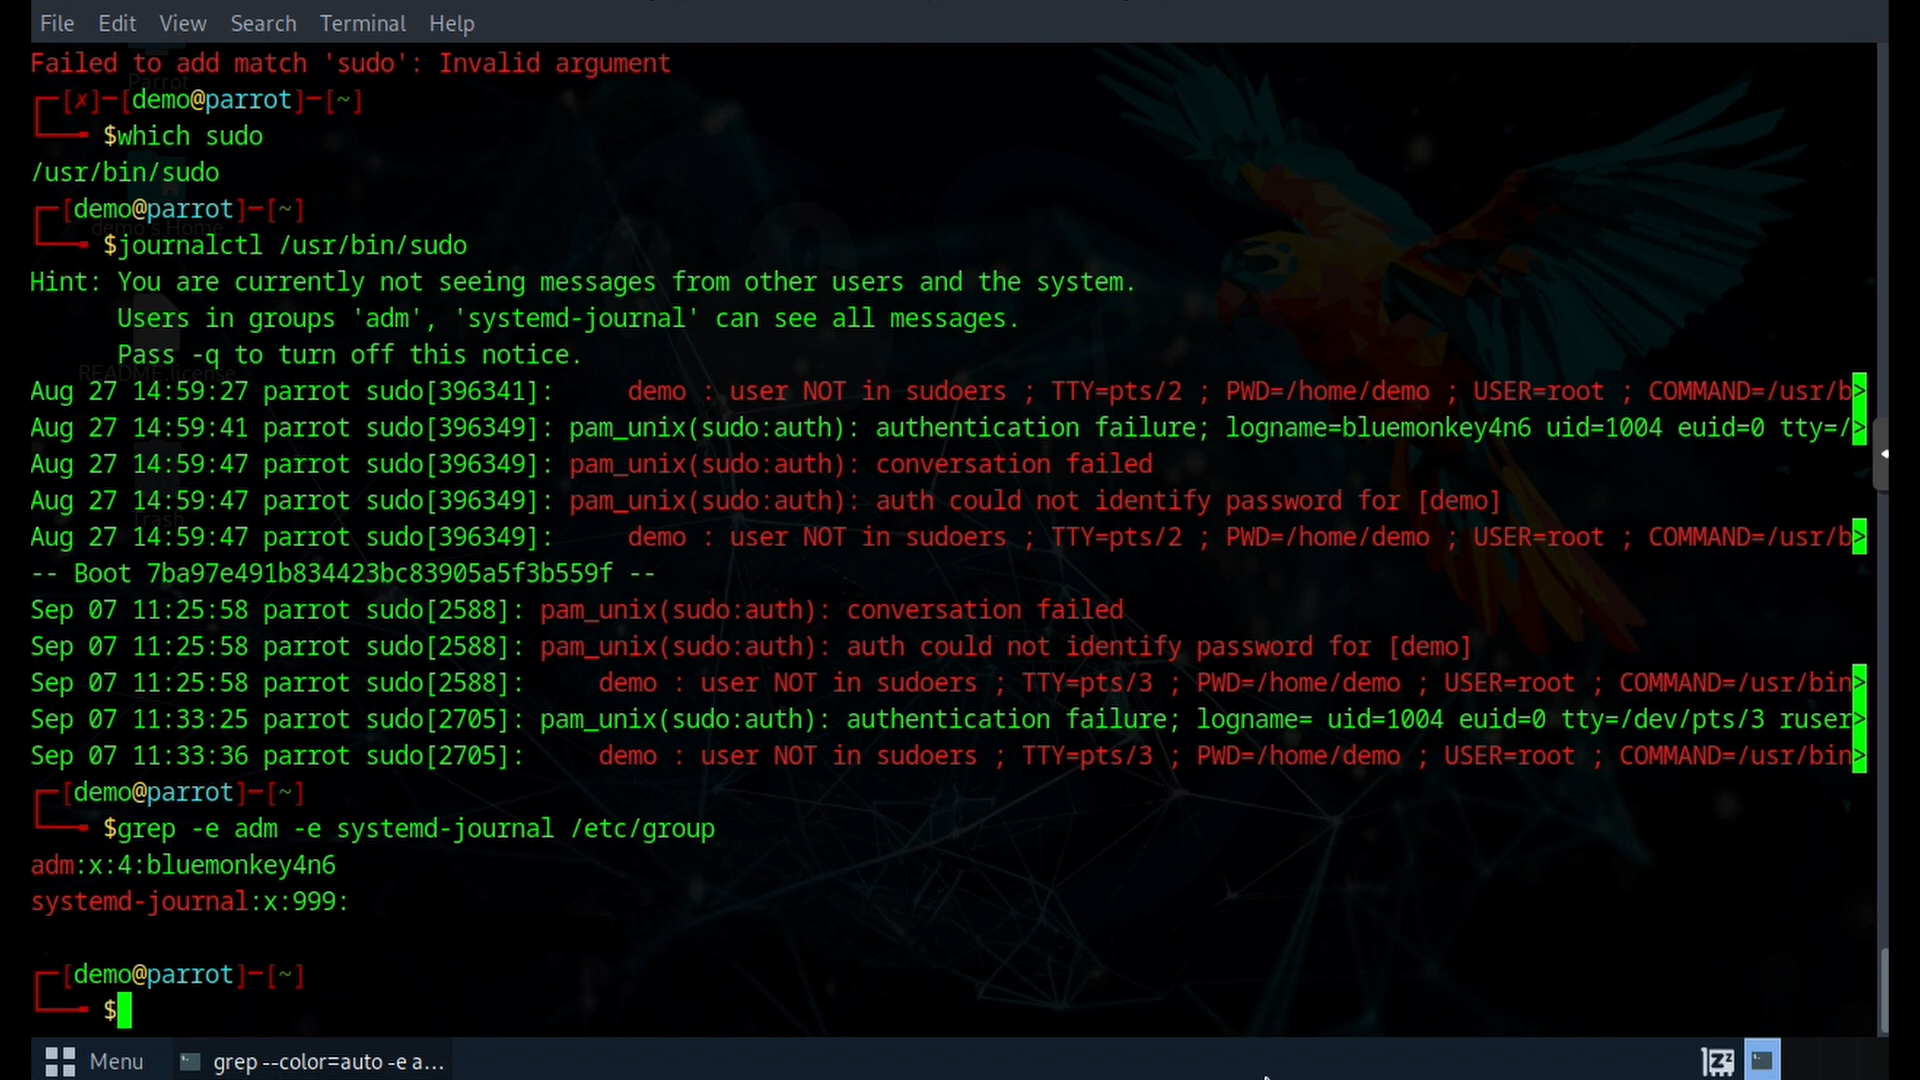 File Edit View Search Terminal Help
Failed to add match 'sudo': Invalid argument
┌─[✗]─[demo@parrot]─[~]
└──╼ $which sudo
/usr/bin/sudo
┌─[demo@parrot]─[~]
└──╼ $journalctl /usr/bin/sudo
Hint: You are currently not seeing messages from other users and the system.
      Users in groups 'adm', 'systemd-journal' can see all messages.
      Pass -q to turn off this notice.
Aug 27 14:59:27 parrot sudo[396341]:     demo : user NOT in sudoers ; TTY=pts/2 ; PWD=/home/demo ; USER=root ; COMMAND=/usr/b>
Aug 27 14:59:41 parrot sudo[396349]: pam_unix(sudo:auth): authentication failure; logname=bluemonkey4n6 uid=1004 euid=0 tty=/>
Aug 27 14:59:47 parrot sudo[396349]: pam_unix(sudo:auth): conversation failed
Aug 27 14:59:47 parrot sudo[396349]: pam_unix(sudo:auth): auth could not identify password for [demo]
Aug 27 14:59:47 parrot sudo[396349]:     demo : user NOT in sudoers ; TTY=pts/2 ; PWD=/home/demo ; USER=root ; COMMAND=/usr/b>
-- Boot 7ba97e491b834423bc83905a5f3b559f --
Sep 07 11:25:58 parrot sudo[2588]: pam_unix(sudo:auth): conversation failed
Sep 07 11:25:58 parrot sudo[2588]: pam_unix(sudo:auth): auth could not identify password for [demo]
Sep 07 11:25:58 parrot sudo[2588]:     demo : user NOT in sudoers ; TTY=pts/3 ; PWD=/home/demo ; USER=root ; COMMAND=/usr/bin>
Sep 07 11:33:25 parrot sudo[2705]: pam_unix(sudo:auth): authentication failure; logname= uid=1004 euid=0 tty=/dev/pts/3 ruser>
Sep 07 11:33:36 parrot sudo[2705]:     demo : user NOT in sudoers ; TTY=pts/3 ; PWD=/home/demo ; USER=root ; COMMAND=/usr/bin>
┌─[demo@parrot]─[~]
└──╼ $grep -e adm -e systemd-journal /etc/group
adm:x:4:bluemonkey4n6
systemd-journal:x:999:
┌─[demo@parrot]─[~]
└──╼ $
Parrot
demo's Home
README.license
Trash
Menu
grep --color=auto -e a...